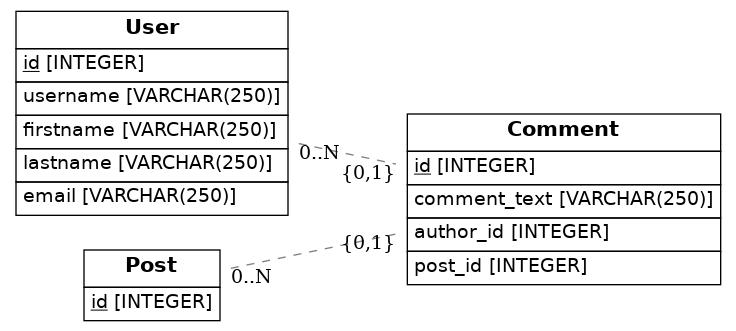 User
id [INTEGER]
username [VARCHAR(250)]
firstname [VARCHAR(250)]
lastname [VARCHAR(250)]
email [VARCHAR(250)]
0..N
{0,1}
Comment
id [INTEGER]
comment_text [VARCHAR(250)]
author_id [INTEGER]
post_id [INTEGER]
{0,1}
0..N
Post
id [INTEGER]